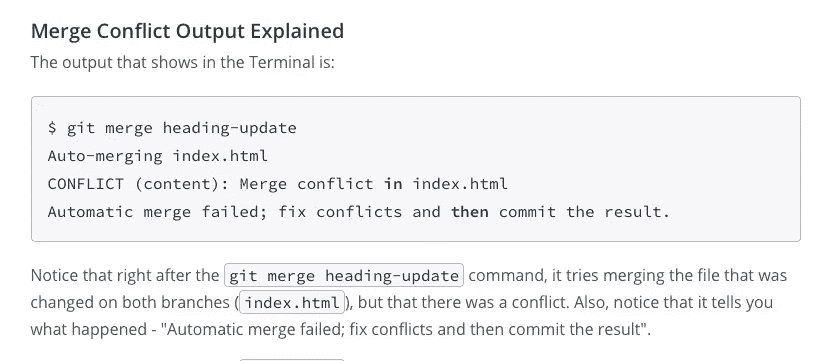 Merge Conflict Output Explained
The output that shows in the Terminal is:
$ git merge heading-update
Auto-merging index.html
CONFLICT (content): Merge conflict in index.html
Automatic merge failed; fix conflicts and then commit the result.
Notice that right after the git merge heading-update command, it tries merging the file that was
changed on both branches (index.html), but that there was a conflict. Also, notice that it tells you
what happened - "Automatic merge failed; fix conflicts and then commit the result".